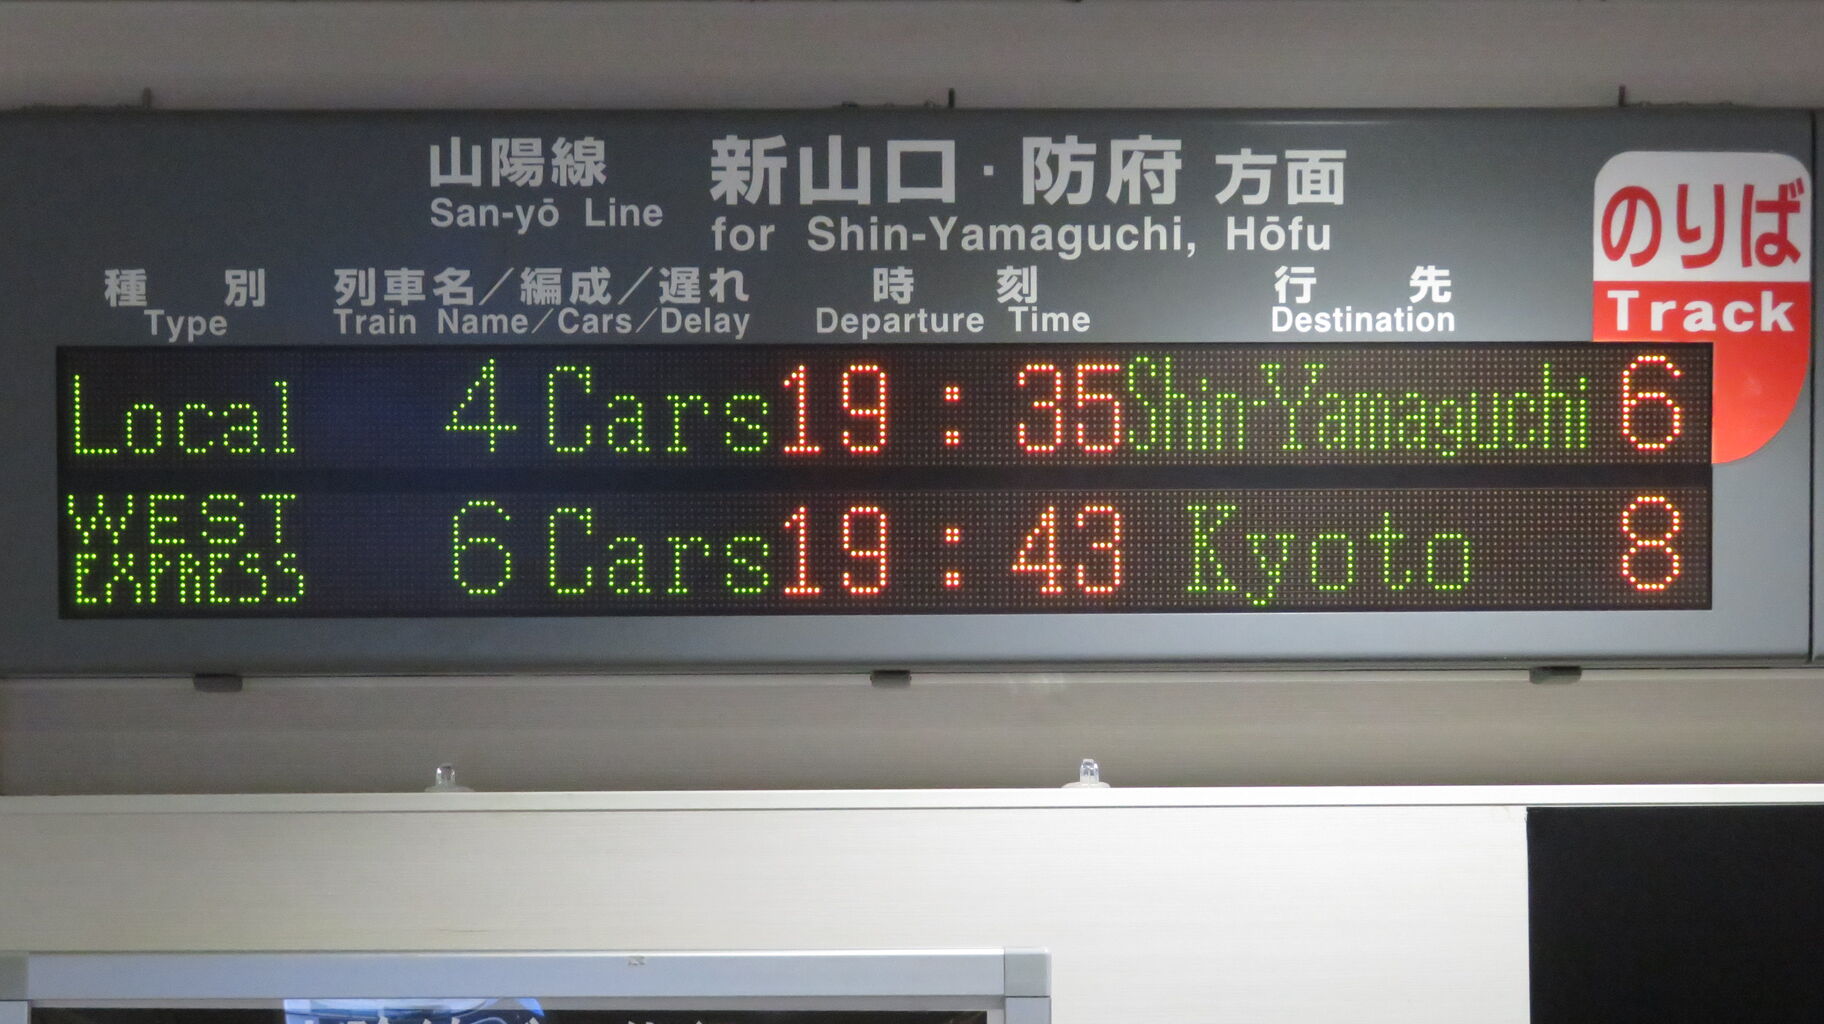 山陽線 新山口・防府 方面
San-yō Line for Shin-Yamaguchi, Hōfu
のりば
Track
種別 列車名/編成/遅れ 時刻 行先
Type Train Name/Cars/Delay Departure Time Destination
Local 4 Cars 19:35 Shin-Yamaguchi 6
WEST EXPRESS 6 Cars 19:43 Kyoto 8